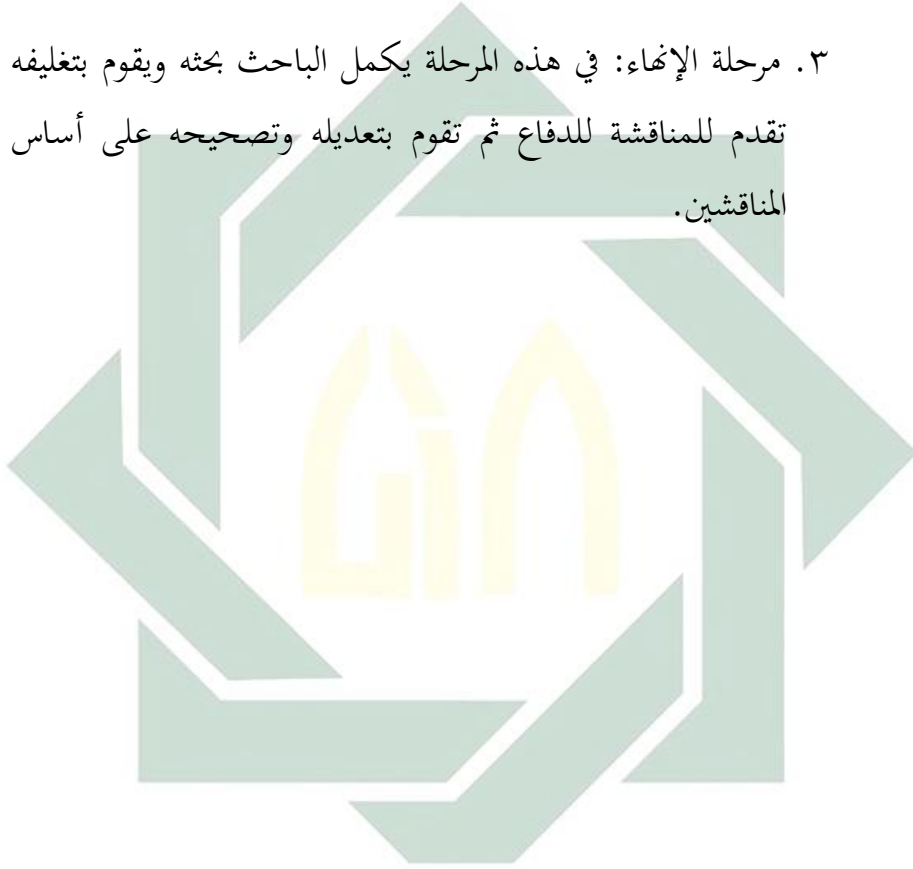 ٣. مرحلة الإنهاء: في هذه المرحلة يكمل الباحث بحثه ويقوم بتغليفه
تقدم للمناقشة للدفاع ثم تقوم بتعديله وتصحيحه على أساس
المناقشين.